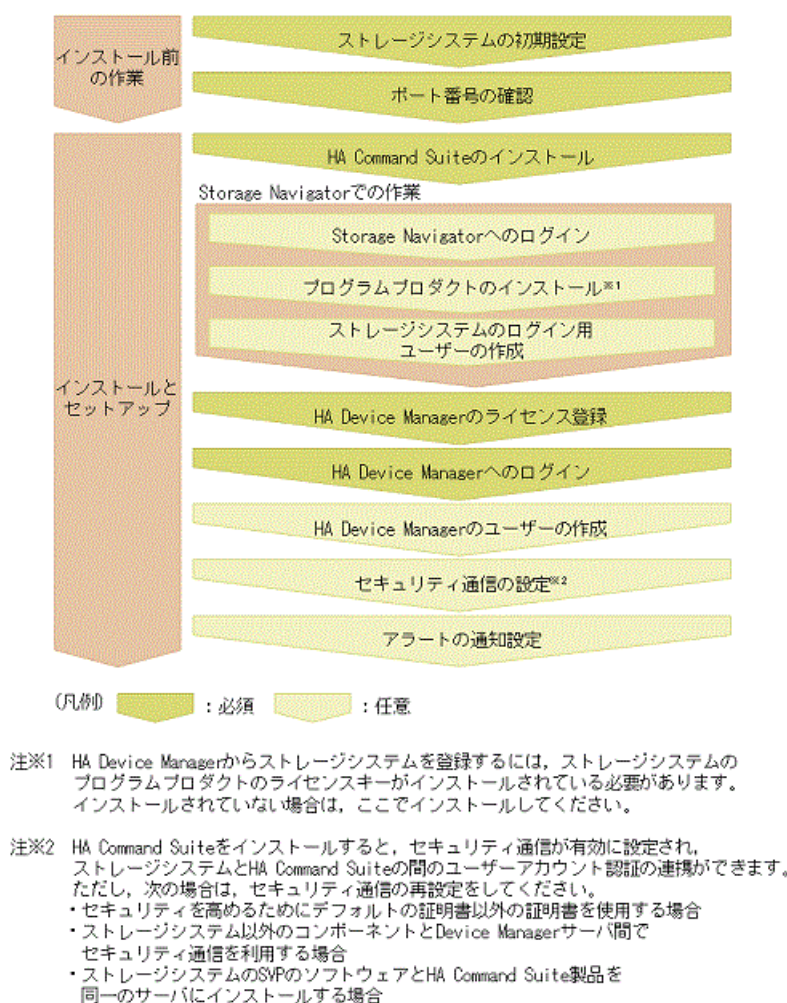 インストール前
の作業
ストレージシステムの初期設定
ポート番号の確認
インストールと
セットアップ
HA Command Suiteのインストール
Storage Navigatorでの作業
Storage Navigatorへのログイン
プログラムプロダクトのインストール※1
ストレージシステムのログイン用
ユーザーの作成
HA Device Managerのライセンス登録
HA Device Managerへのログイン
HA Device Managerのユーザーの作成
セキュリティ通信の設定※2
アラートの通知設定
(凡例) :必須 :任意
注※1 HA Device Managerからストレージシステムを登録するには，ストレージシステムの
プログラムプロダクトのライセンスキーがインストールされている必要があります。
インストールされていない場合は，ここでインストールしてください。
注※2 HA Command Suiteをインストールすると，セキュリティ通信が有効に設定され，
ストレージシステムとHA Command Suiteの間のユーザーアカウント認証の連携ができます。
ただし，次の場合は，セキュリティ通信の再設定をしてください。
・セキュリティを高めるためにデフォルトの証明書以外の証明書を使用する場合
・ストレージシステム以外のコンポーネントとDevice Managerサーバ間で
セキュリティ通信を利用する場合
・ストレージシステムのSVPのソフトウェアとHA Command Suite製品を
同一のサーバにインストールする場合